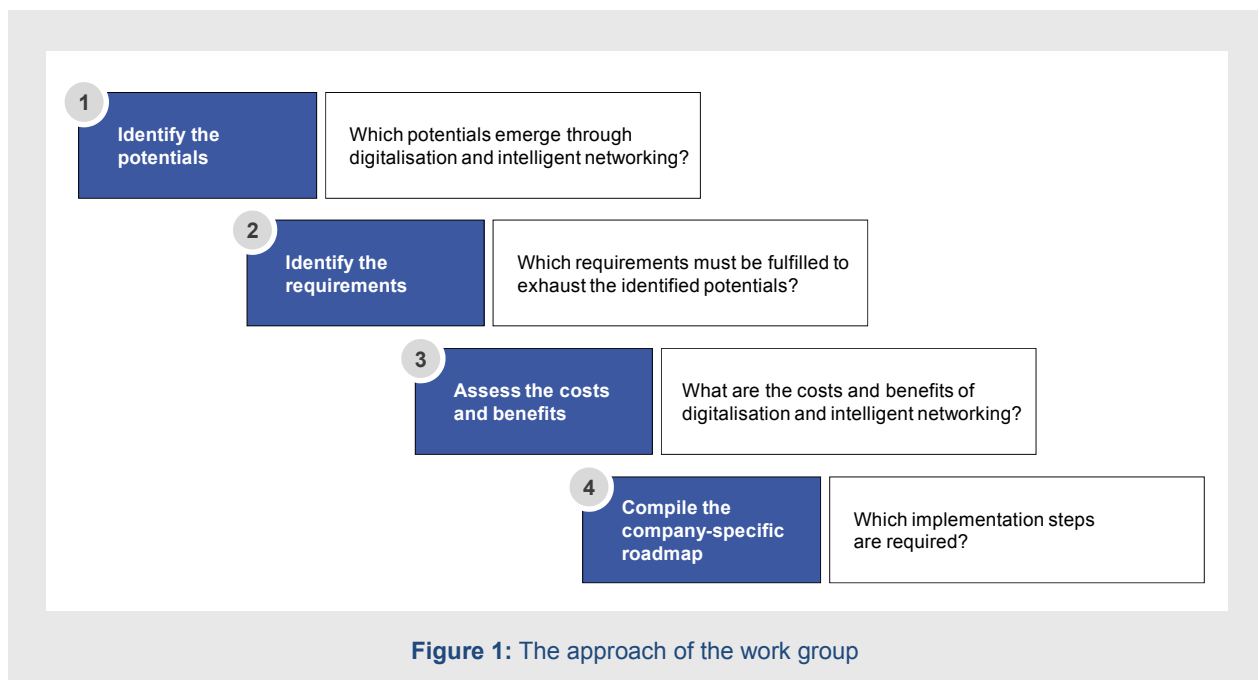 1
Identify the
potentials
Which potentials emerge through
digitalisation and intelligent networking?
2
Identify the
requirements
Which requirements must be fulfilled to
exhaust the identified potentials?
3
Assess the costs
and benefits
What are the costs and benefits of
digitalisation and intelligent networking?
4
Compile the
company-specific
roadmap
Which implementation steps
are required?
Figure 1: The approach of the work group